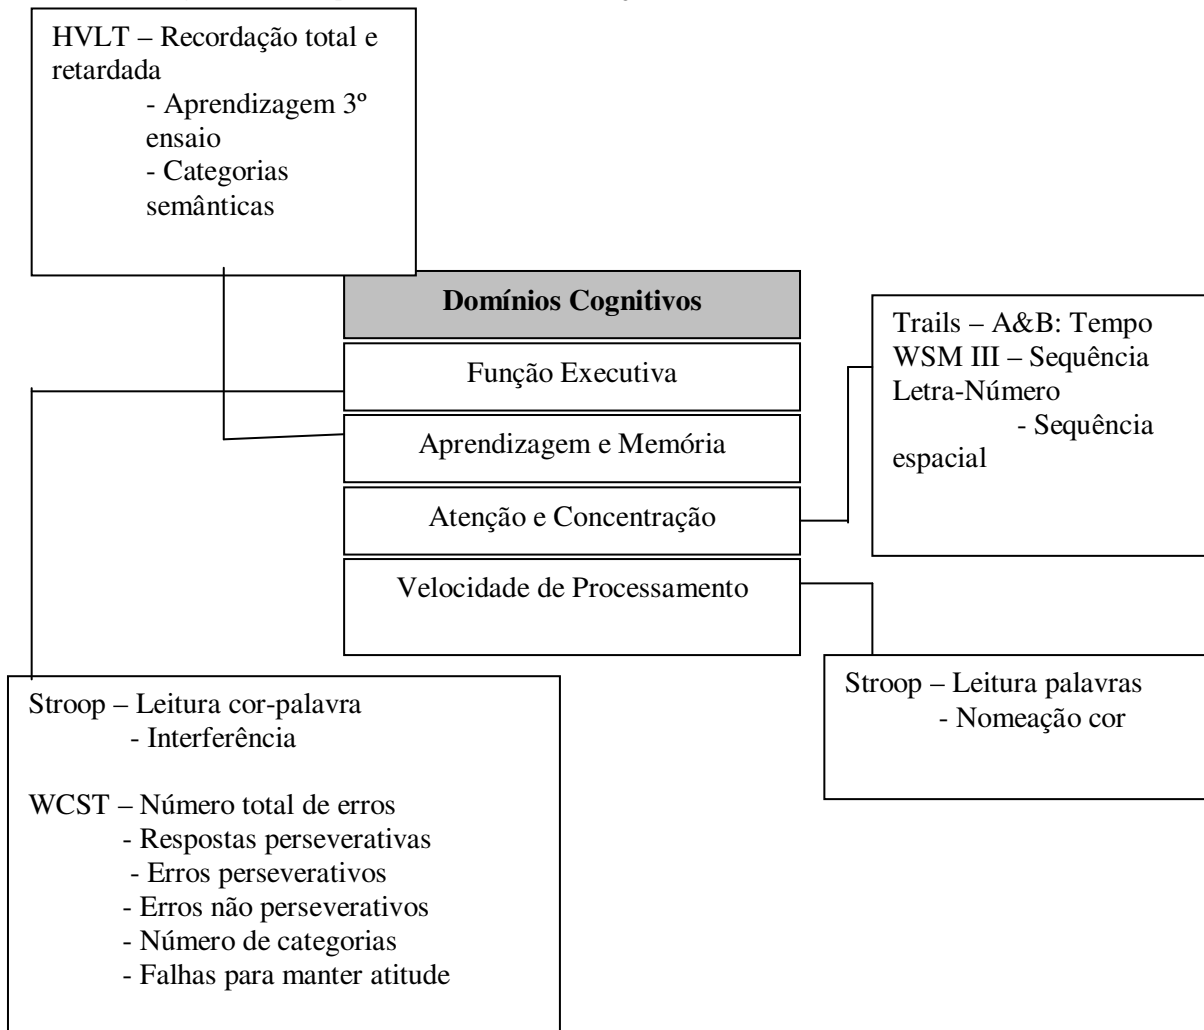 HVLT – Recordação total e
retardada
- Aprendizagem 3º
ensaio
- Categorias
semânticas
Domínios Cognitivos
Função Executiva
Aprendizagem e Memória
Atenção e Concentração
Velocidade de Processamento
Trails – A&B: Tempo
WSM III – Sequência
Letra-Número
- Sequência
espacial
Stroop – Leitura palavras
- Nomeação cor
Stroop – Leitura cor-palavra
- Interferência
WCST – Número total de erros
- Respostas perseverativas
- Erros perseverativos
- Erros não perseverativos
- Número de categorias
- Falhas para manter atitude